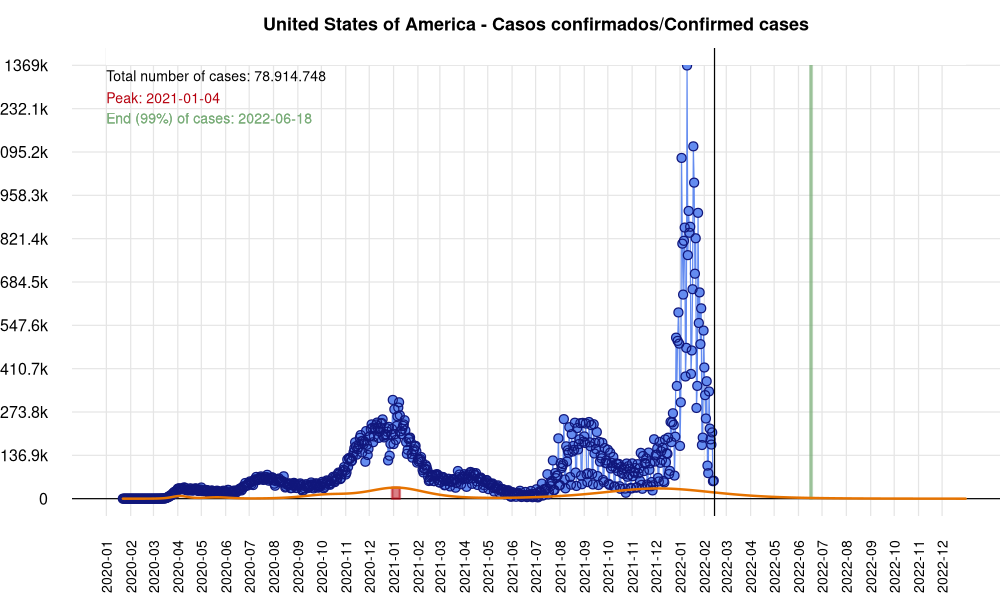 United States of America - Casos confirmados/Confirmed cases
Total number of cases: 78.914.748
Peak: 2021-01-04
End (99%) of cases: 2022-06-18
1369k
232.1k
095.2k
958.3k
821.4k
684.5k
547.6k
410.7k
273.8k
136.9k
0
2020-01
2020-02
2020-03
2020-04
2020-05
2020-06
2020-07
2020-08
2020-09
2020-10
2020-11
2020-12
2021-01
2021-02
2021-03
2021-04
2021-05
2021-06
2021-07
2021-08
2021-09
2021-10
2021-11
2021-12
2022-01
2022-02
2022-03
2022-04
2022-05
2022-06
2022-07
2022-08
2022-09
2022-10
2022-11
2022-12